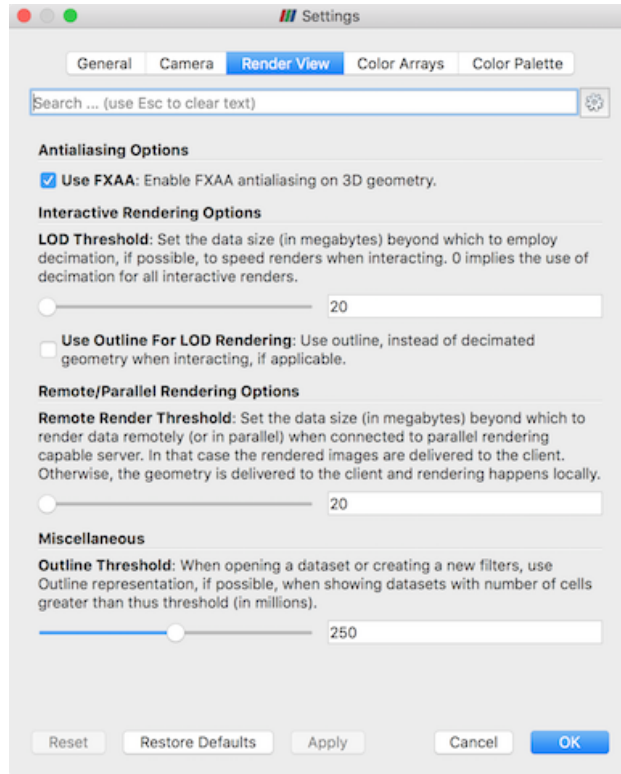 Settings
General Camera Render View Color Arrays Color Palette
Search ... (use Esc to clear text)
Antialiasing Options
Use FXAA: Enable FXAA antialiasing on 3D geometry.
Interactive Rendering Options
LOD Threshold: Set the data size (in megabytes) beyond which to employ
decimation, if possible, to speed renders when interacting. 0 implies the use of
decimation for all interactive renders.
20
Use Outline For LOD Rendering: Use outline, instead of decimated
geometry when interacting, if applicable.
Remote/Parallel Rendering Options
Remote Render Threshold: Set the data size (in megabytes) beyond which to
render data remotely (or in parallel) when connected to parallel rendering
capable server. In that case the rendered images are delivered to the client.
Otherwise, the geometry is delivered to the client and rendering happens locally.
20
Miscellaneous
Outline Threshold: When opening a dataset or creating a new filters, use
Outline representation, if possible, when showing datasets with number of cells
greater than thus threshold (in millions).
250
Reset Restore Defaults Apply Cancel OK